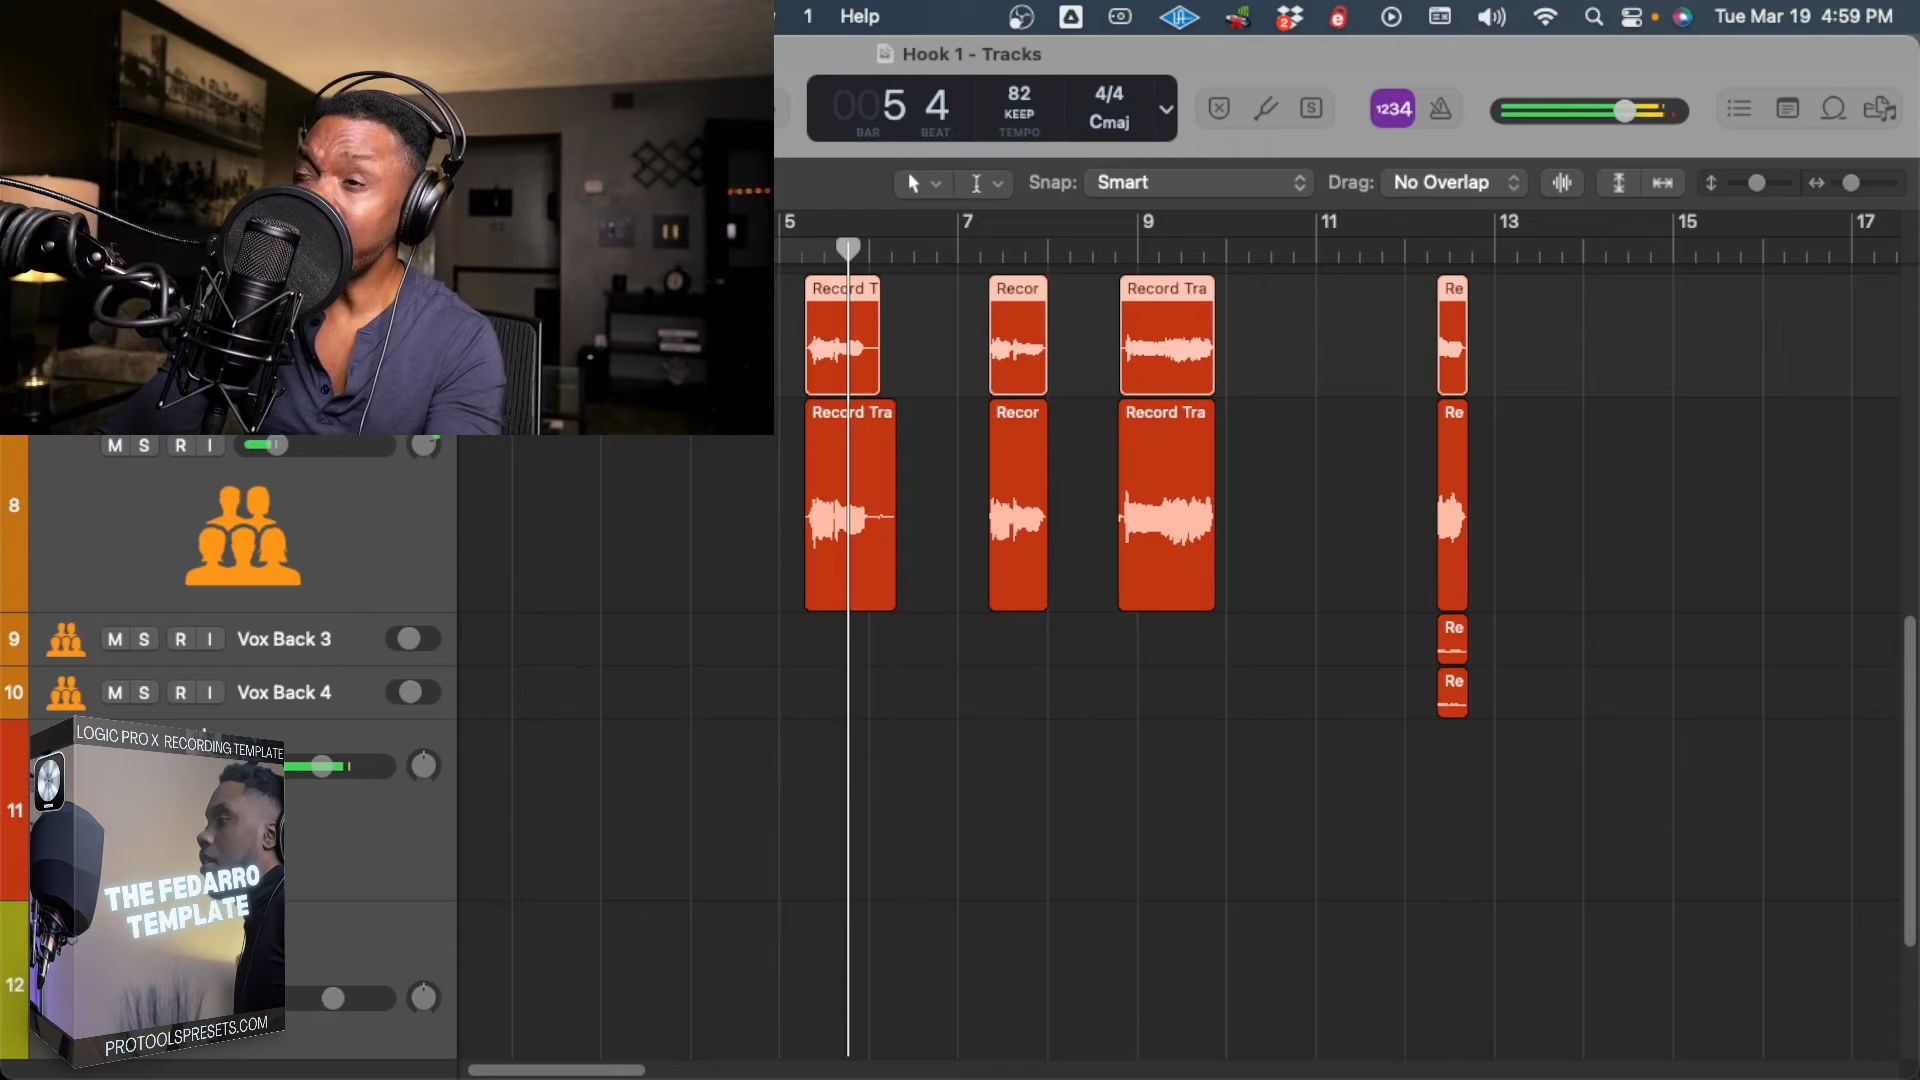 1 Help
Tue Mar 19 4:59 PM
Hook 1 - Tracks
005 4
BAR BEAT
82
KEEP
TEMPO
4/4
Cmaj
S
1234
Snap: Smart
Drag: No Overlap
5 7 9 11 13 15 17
Record T
Recor
Record Tra
Re
Record Tra
Recor
Record Tra
Re
M S R I
8
9 M S R I Vox Back 3
Re
10 M S R I Vox Back 4
Re
11
12
LOGIC PRO X RECORDING TEMPLATE
THE FEDARRO
TEMPLATE
PROTOOLSPRESETS.COM